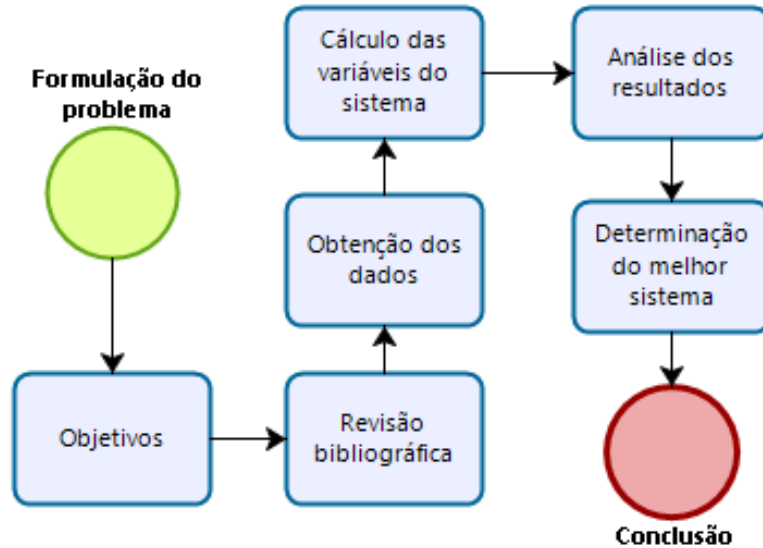 Formulação do
problema
Objetivos
Revisão
bibliográfica
Obtenção dos
dados
Cálculo das
variáveis do
sistema
Análise dos
resultados
Determinação
do melhor
sistema
Conclusão